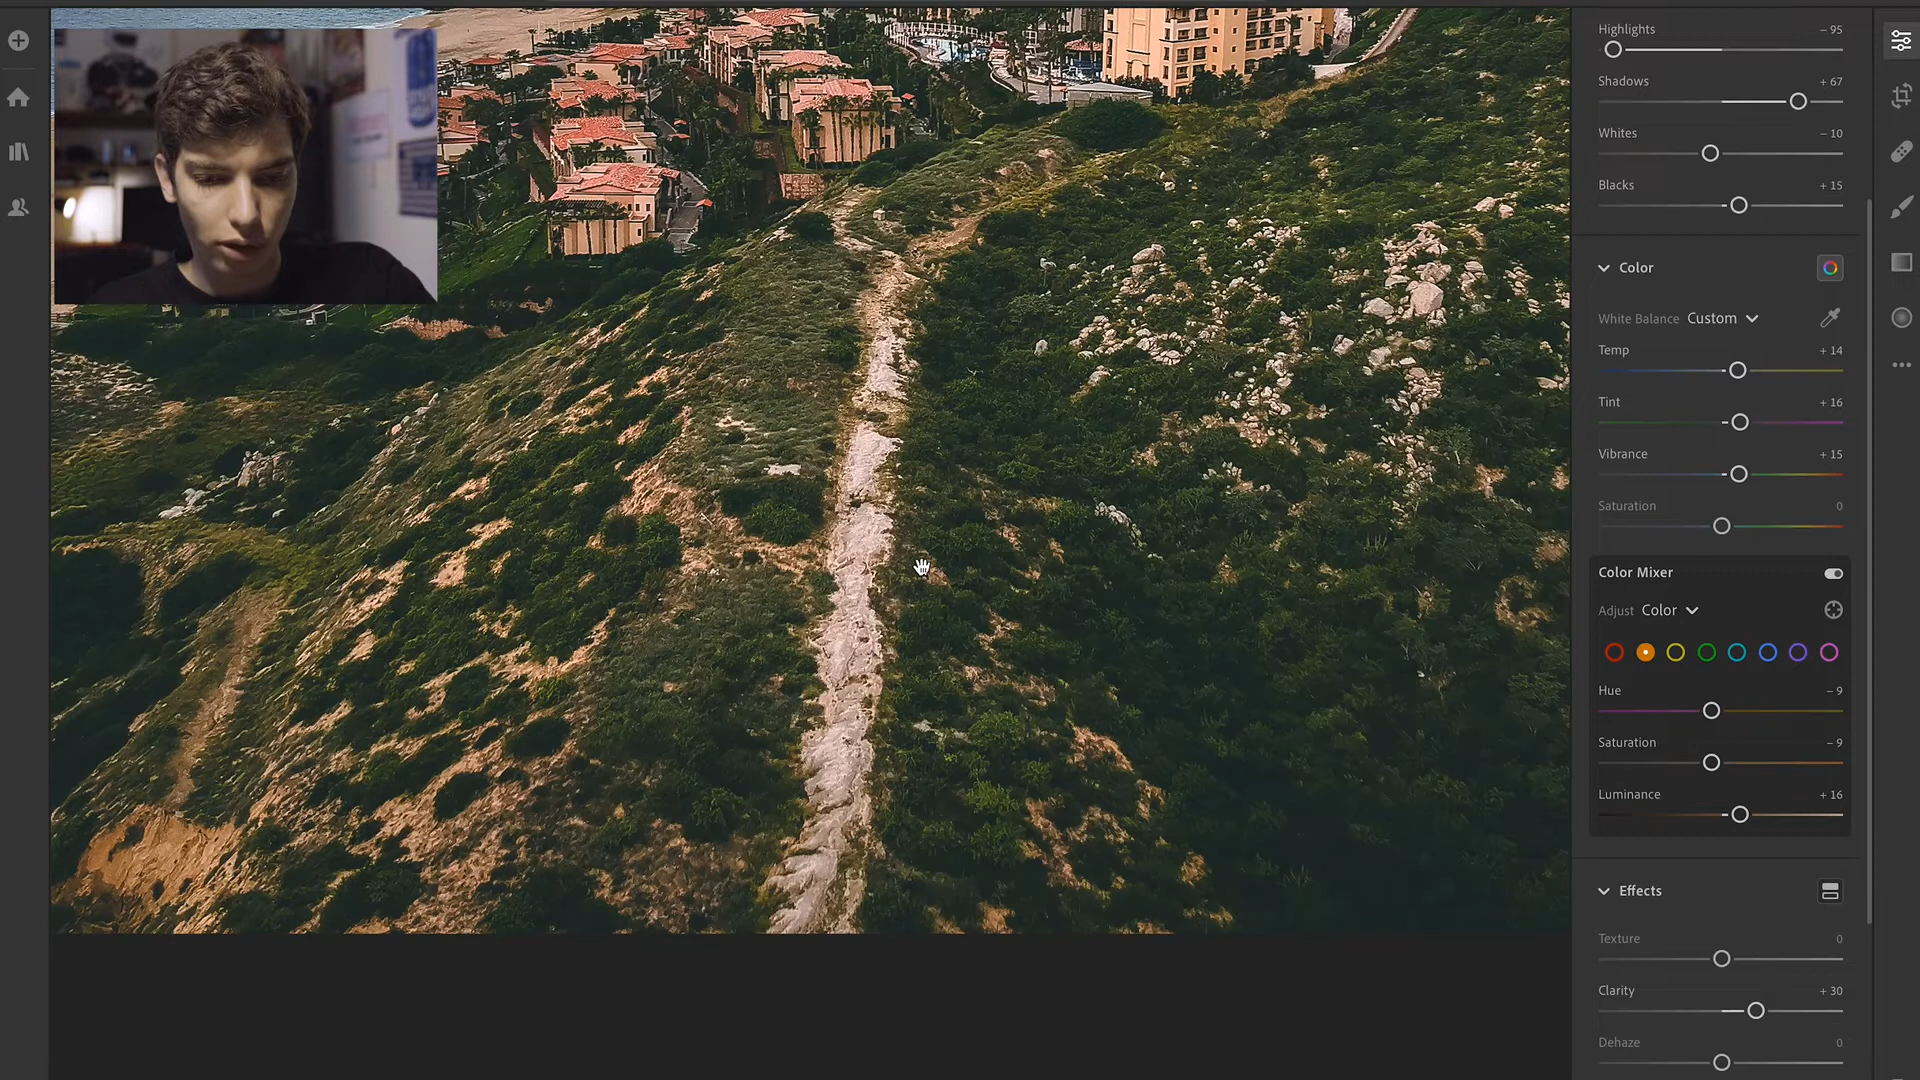 Highlights − 95
Shadows + 67
Whites − 10
Blacks + 15
Color
White Balance Custom
Temp + 14
Tint + 16
Vibrance + 15
Saturation 0
Color Mixer
Adjust Color
Hue − 9
Saturation − 9
Luminance + 16
Effects
Texture 0
Clarity + 30
Dehaze 0